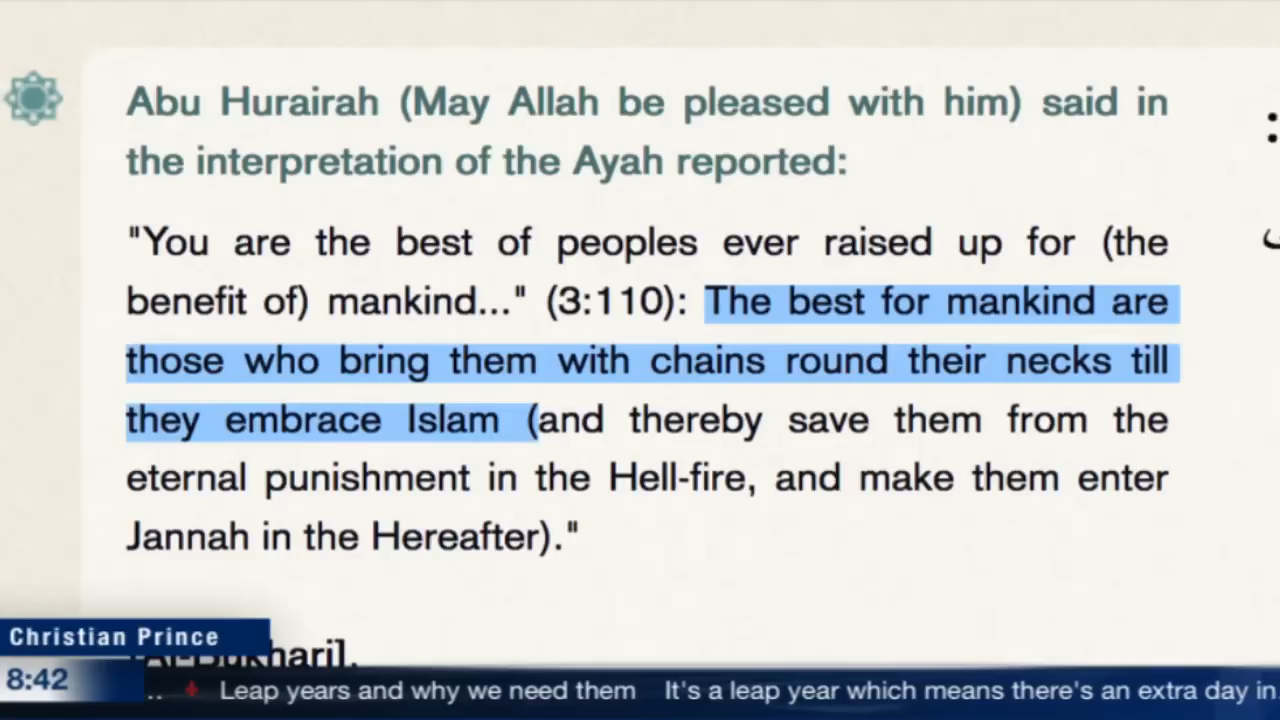 Abu Hurairah (May Allah be pleased with him) said in
the interpretation of the Ayah reported:
"You are the best of peoples ever raised up for (the
benefit of) mankind..." (3:110): The best for mankind are
those who bring them with chains round their necks till
they embrace Islam (and thereby save them from the
eternal punishment in the Hell-fire, and make them enter
Jannah in the Hereafter)."
[Al-Bukhari].
Christian Prince
8:42
.. Leap years and why we need them It's a leap year which means there's an extra day in